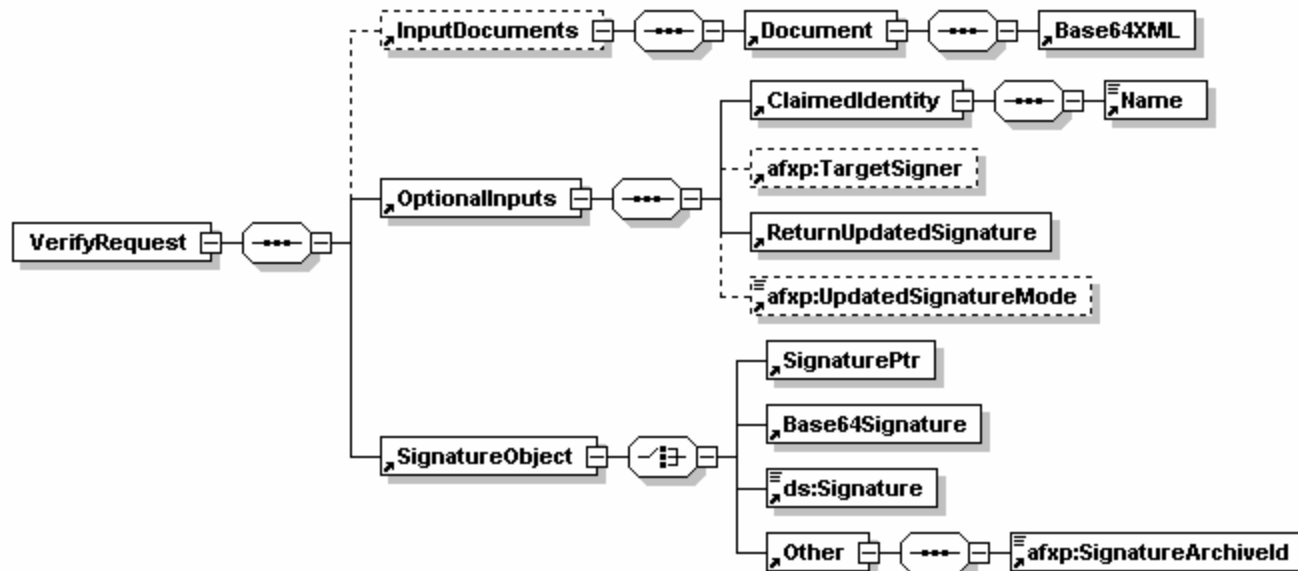 InputDocuments
Document
Base64XML
ClaimedIdentity
Name
afxp:TargetSigner
OptionalInputs
ReturnUpdatedSignature
VerifyRequest
afxp:UpdatedSignatureMode
SignaturePtr
Base64Signature
SignatureObject
ds:Signature
Other
afxp:SignatureArchiveId